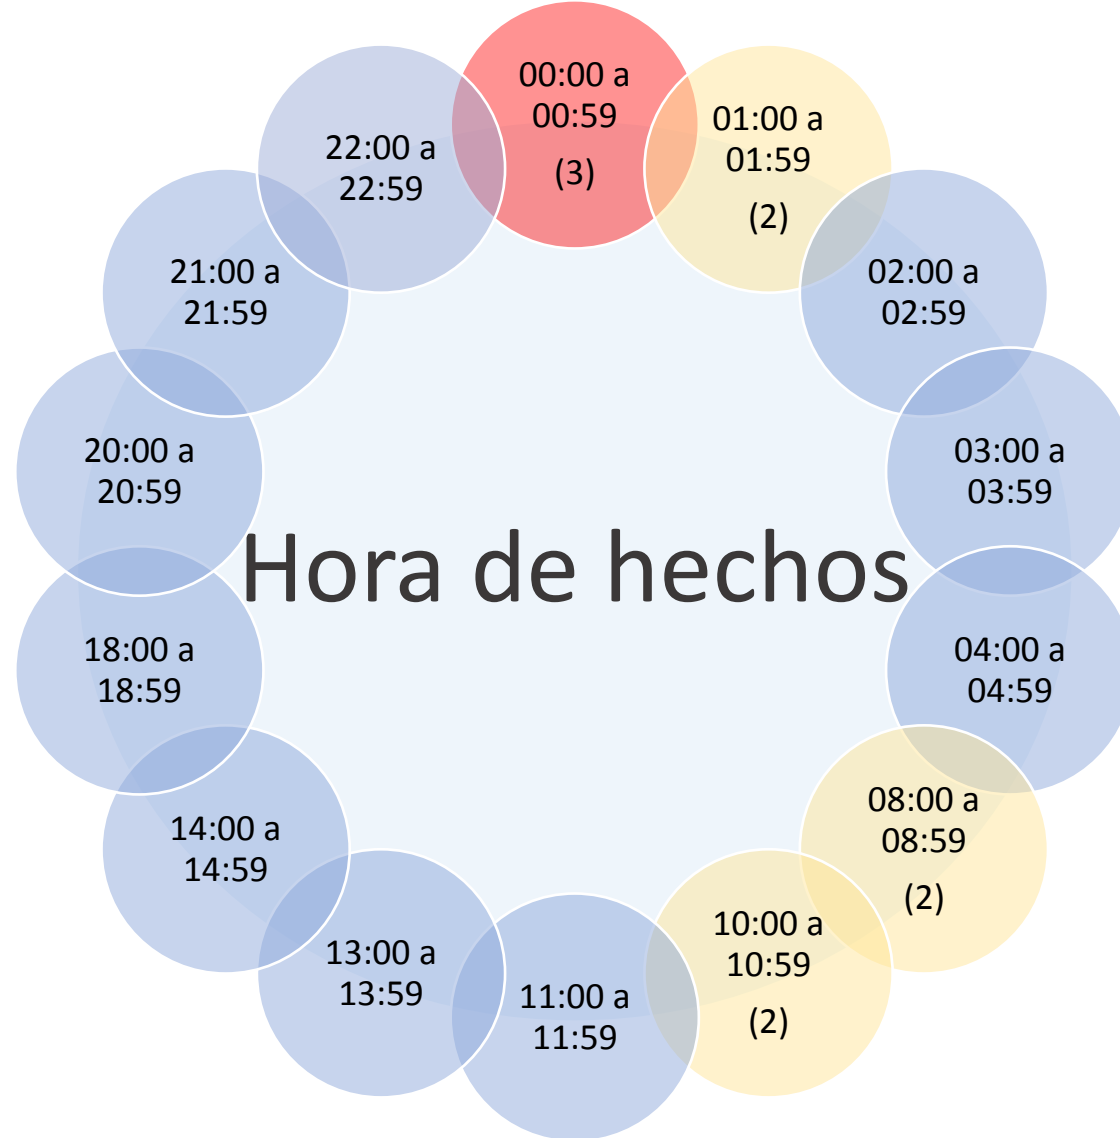 00:00 a
00:59
(3)
01:00 a
01:59
(2)
02:00 a
02:59
03:00 a
03:59
04:00 a
04:59
08:00 a
08:59
(2)
10:00 a
10:59
(2)
11:00 a
11:59
13:00 a
13:59
14:00 a
14:59
18:00 a
18:59
20:00 a
20:59
21:00 a
21:59
22:00 a
22:59
Hora de hechos